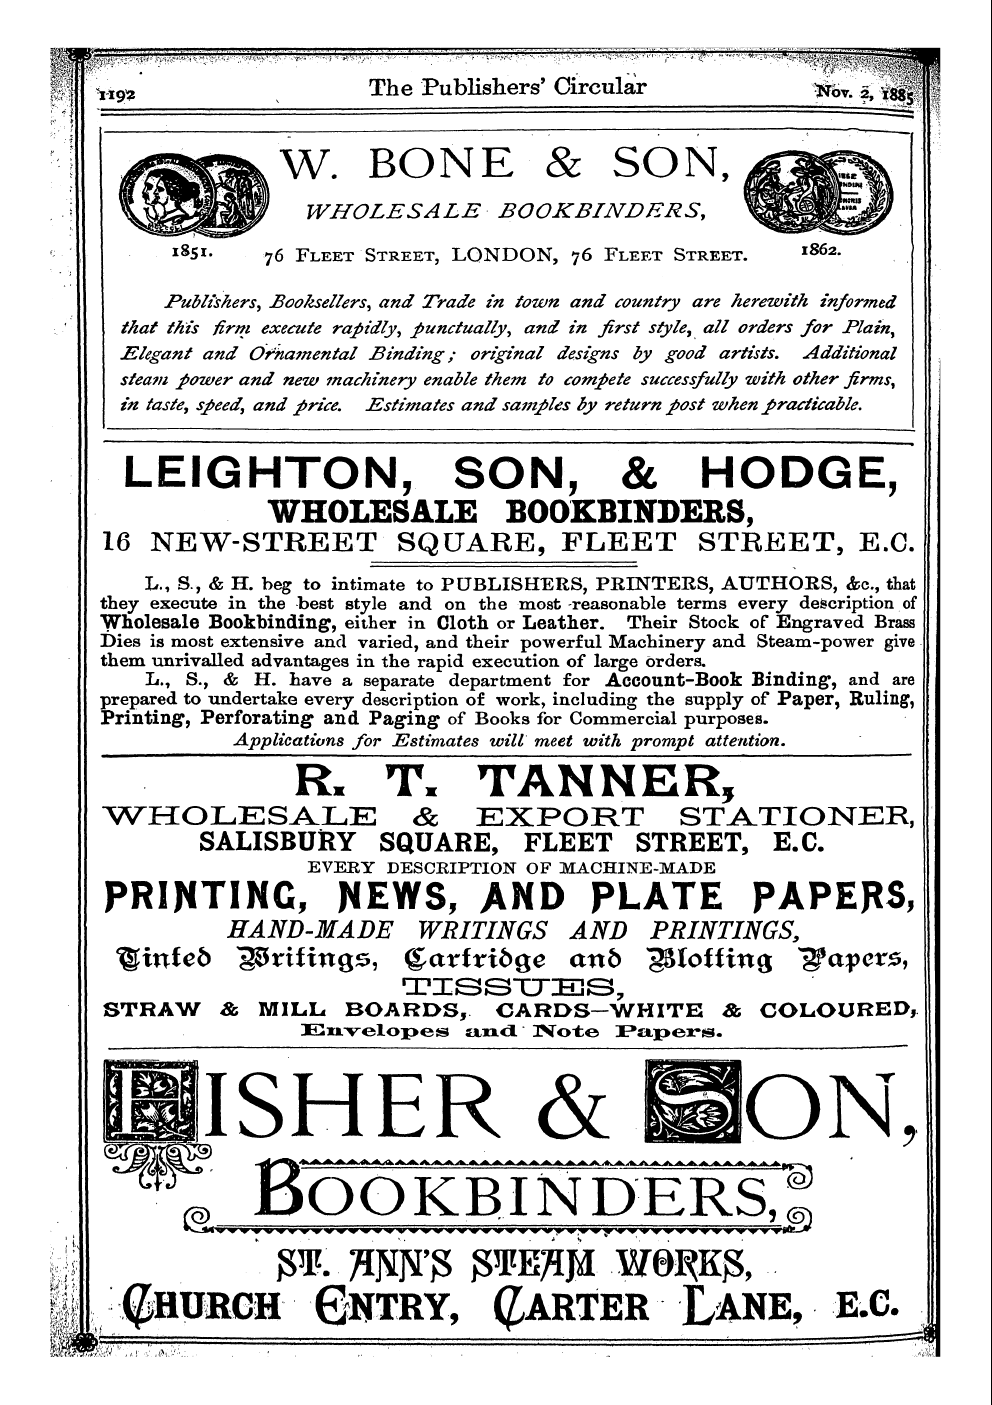 1192 The Publishers' Circular Nov. 2, 1885
W. BONE & SON,
WHOLESALE BOOKBINDERS,
1851. 76 FLEET STREET, LONDON, 76 FLEET STREET. 1862.
Publishers, Booksellers, and Trade in town and country are herewith informed
that this firm execute rapidly, punctually, and in first style, all orders for Plain,
Elegant and Ornamental Binding; original designs by good artists. Additional
steam power and new machinery enable them to compete successfully with other firms,
in taste, speed, and price. Estimates and samples by return post when practicable.
LEIGHTON, SON, & HODGE,
WHOLESALE BOOKBINDERS,
16 NEW-STREET SQUARE, FLEET STREET, E.C.
L., S., & H. beg to intimate to PUBLISHERS, PRINTERS, AUTHORS, &c., that
they execute in the best style and on the most reasonable terms every description of
Wholesale Bookbinding, either in Cloth or Leather. Their Stock of Engraved Brass
Dies is most extensive and varied, and their powerful Machinery and Steam-power give
them unrivalled advantages in the rapid execution of large orders.
L., S., & H. have a separate department for Account-Book Binding, and are
prepared to undertake every description of work, including the supply of Paper, Ruling,
Printing, Perforating and Paging of Books for Commercial purposes.
Applications for Estimates will meet with prompt attention.
R. T. TANNER,
WHOLESALE & EXPORT STATIONER,
SALISBURY SQUARE, FLEET STREET, E.C.
EVERY DESCRIPTION OF MACHINE-MADE
PRINTING, NEWS, AND PLATE PAPERS,
HAND-MADE WRITINGS AND PRINTINGS,
Tinted Writings, Cartridge and Blotting Papers,
TISSUES,
STRAW & MILL BOARDS, CARDS—WHITE & COLOURED,
Envelopes and Note Papers.
FISHER & SON,
BOOKBINDERS,
ST. ANN'S STEAM WORKS,
CHURCH ENTRY, CARTER LANE, E.C.